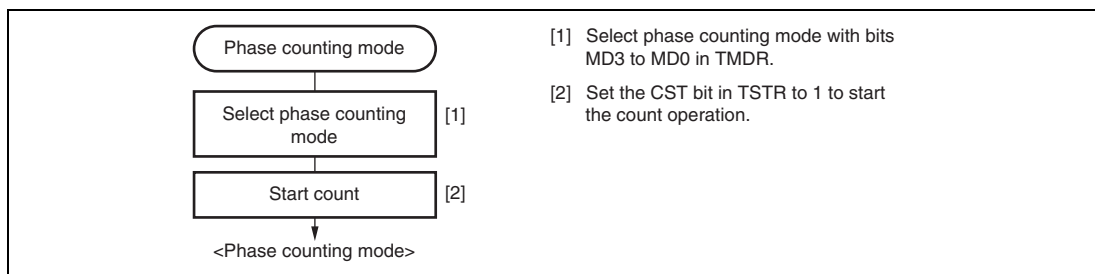 Phase counting mode
Select phase counting
mode
[1]
Start count
[2]
<Phase counting mode>
[1] Select phase counting mode with bits
MD3 to MD0 in TMDR.
[2] Set the CST bit in TSTR to 1 to start
the count operation.